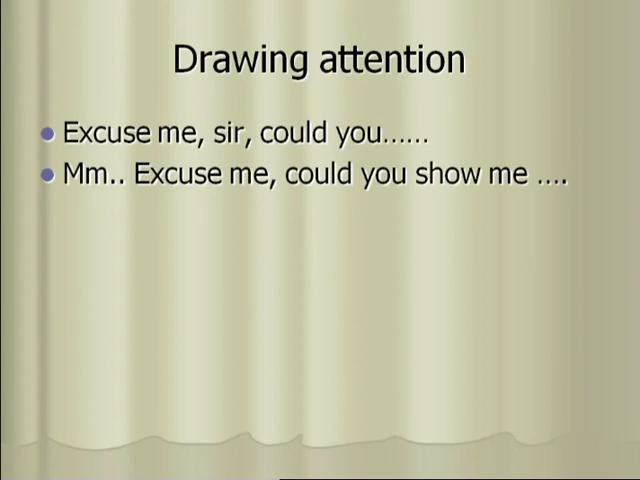 Drawing attention
Excuse me, sir, could you......
Mm.. Excuse me, could you show me ....